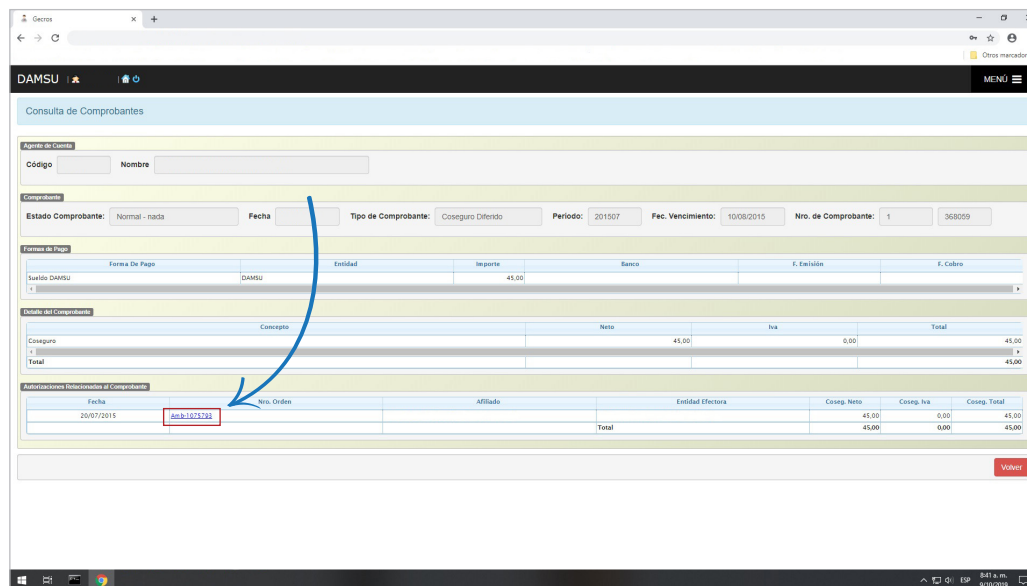 Gecros
Otros marcador
DAMSU
MENÚ
Consulta de Comprobantes
Agente de Cuenta
Código Nombre
Comprobante
Estado Comprobante: Normal - nada Fecha Tipo de Comprobante: Coseguro Diferido Período: 201507 Fec. Vencimiento: 10/08/2015 Nro. de Comprobante: 1 368059
Formas de Pago
Forma De Pago Entidad Importe Banco F. Emisión F. Cobro
Sueldo DAMSU DAMSU 45,00
Detalle del Comprobante
Concepto Neto Iva Total
Coseguro 45,00 0,00 45,00
Total 45,00
Autorizaciones Relacionadas al Comprobante
Fecha Nro. Orden Afiliado Entidad Efectora Coseg. Neto Coseg. Iva Coseg. Total
20/07/2015 Amb-1075793 45,00 0,00 45,00
Total 45,00 0,00 45,00
Volver
ESP
8:41 a. m.
9/10/2019